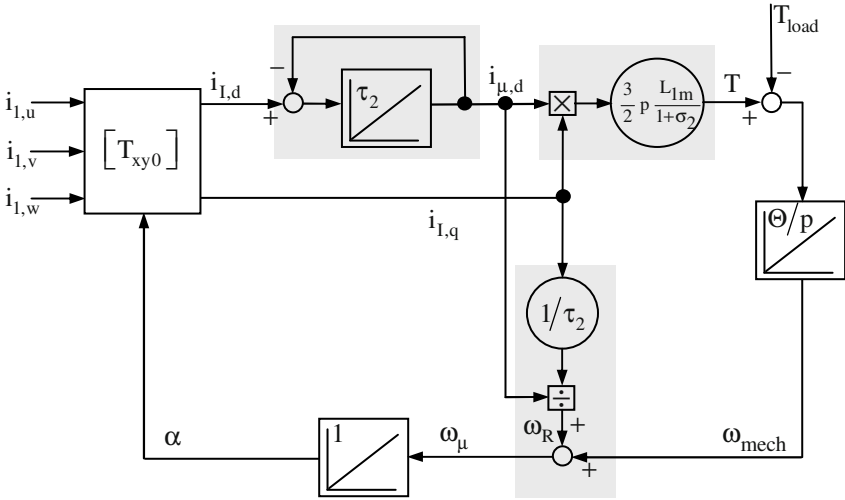 T_load
i_I,d
−
τ_2
i_μ,d
3/2 p L_1m/1+σ_2
T
−
i_1,u
+
×
+
i_1,v
[T_xy0]
i_1,w
i_I,q
Θ/p
1/τ_2
÷
α
1
ω_μ
ω_R
+
ω_mech
+